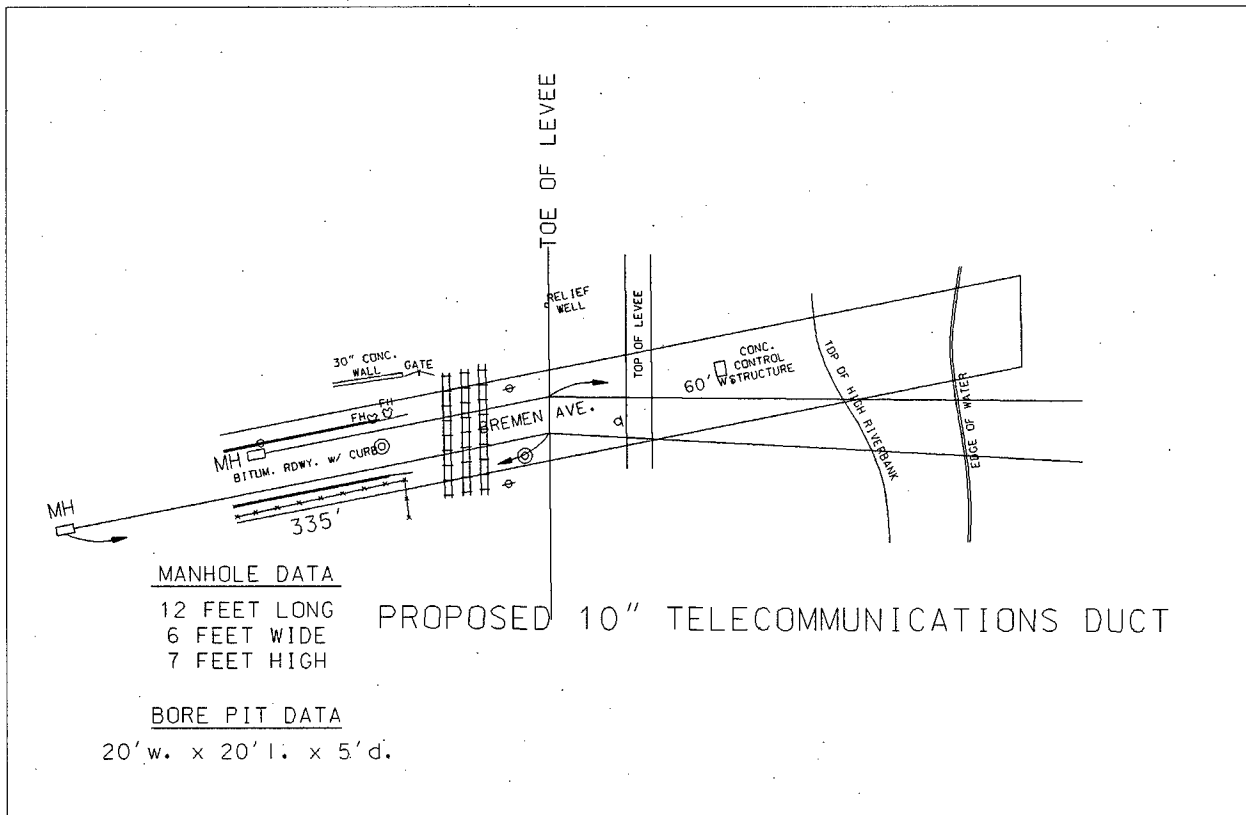 TOE OF LEVEE
RELIEF
WELL
TOP OF LEVEE
30" CONC.
WALL GATE
CONC.
CONTROL
STRUCTURE
60' W
TOP OF HIGH RIVERBANK
EDGE OF WATER
FH
FH
BREMEN AVE.
MH
BITUM. RDWY. W/ CURB
MH
335'
MANHOLE DATA
12 FEET LONG
6 FEET WIDE
7 FEET HIGH
PROPOSED 10" TELECOMMUNICATIONS DUCT
BORE PIT DATA
20'w. x 20'l. x 5'd.